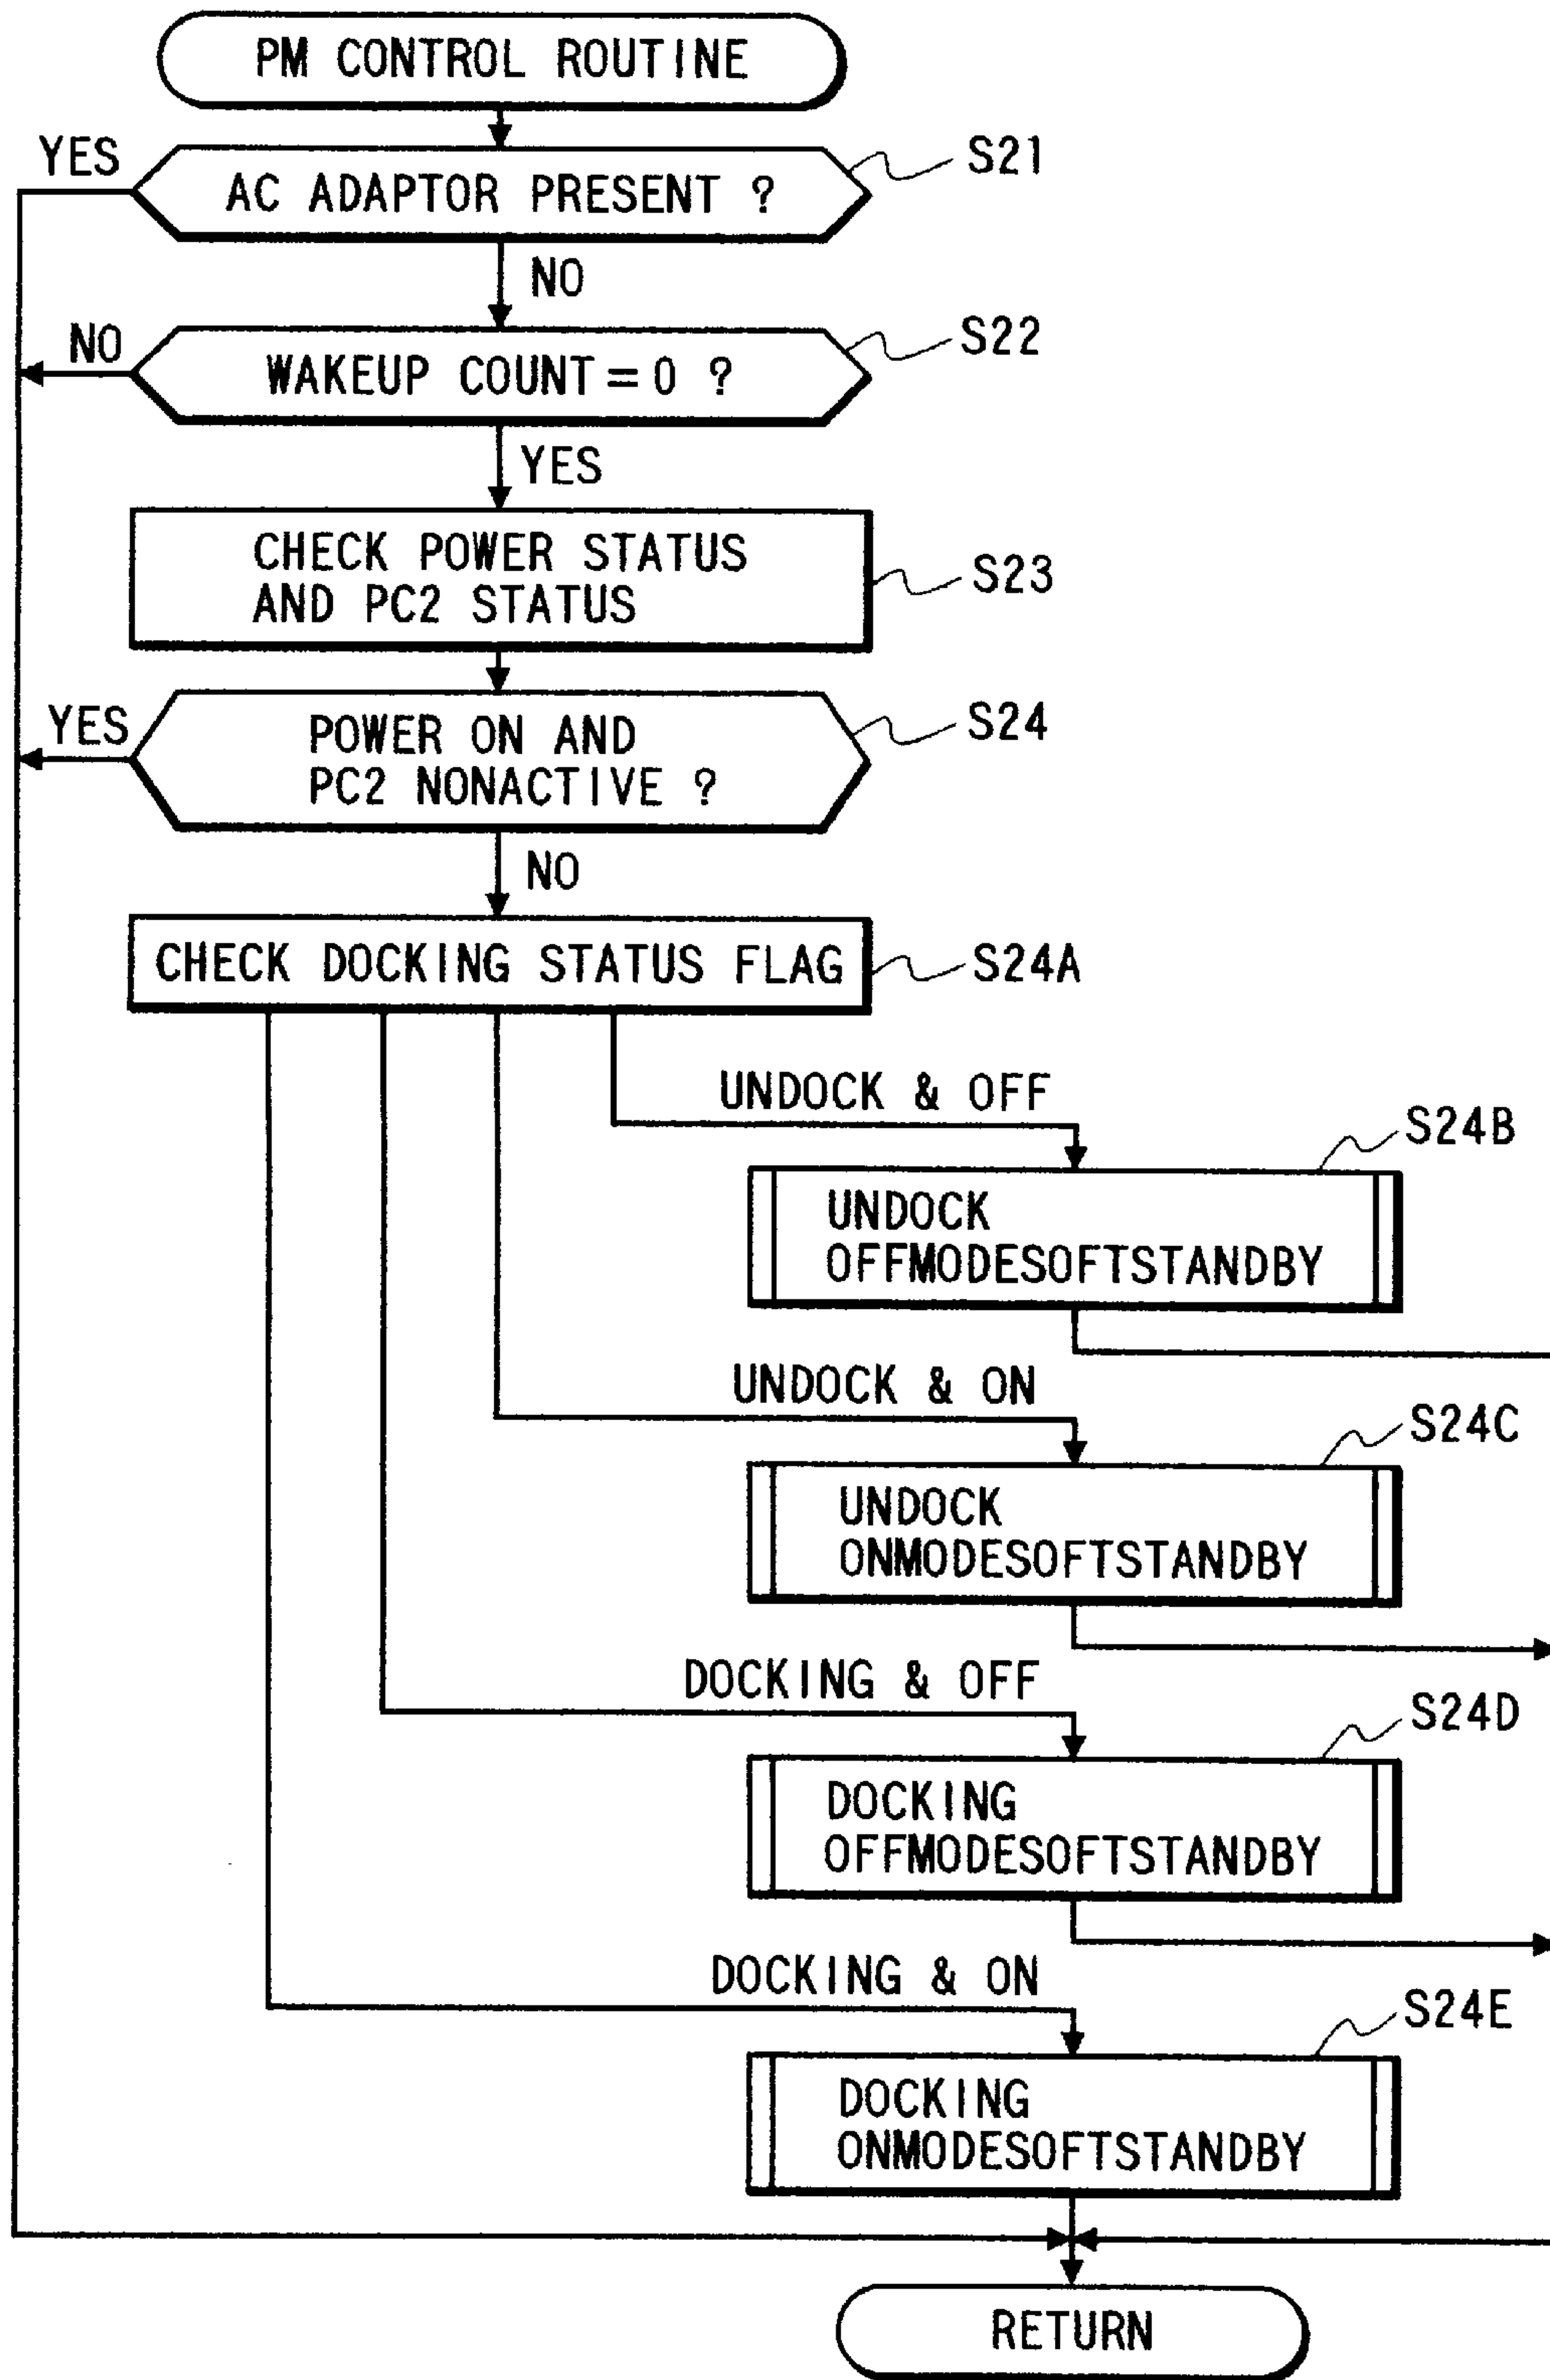 PM CONTROL ROUTINE
YES
AC ADAPTOR PRESENT ?
S21
NO
NO
WAKEUP COUNT = 0 ?
S22
YES
CHECK POWER STATUS
AND PC2 STATUS
S23
YES
POWER ON AND
PC2 NONACTIVE ?
S24
NO
CHECK DOCKING STATUS FLAG
S24A
UNDOCK & OFF
S24B
UNDOCK
OFFMODESOFTSTANDBY
UNDOCK & ON
S24C
UNDOCK
ONMODESOFTSTANDBY
DOCKING & OFF
S24D
DOCKING
OFFMODESOFTSTANDBY
DOCKING & ON
S24E
DOCKING
ONMODESOFTSTANDBY
RETURN